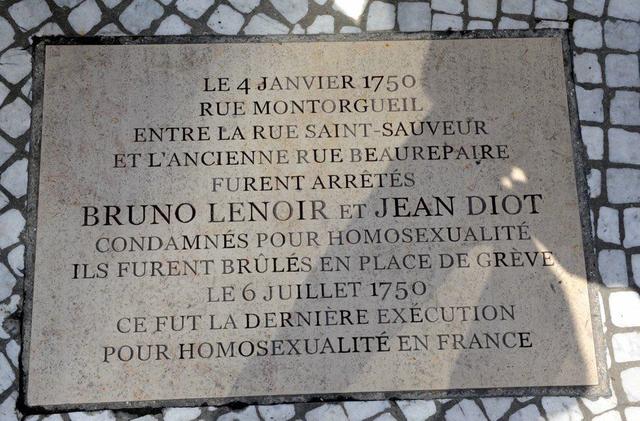 LE 4 JANVIER 1750
RUE MONTORGUEIL
ENTRE LA RUE SAINT-SAUVEUR
ET L'ANCIENNE RUE BEAUREPAIRE
FURENT ARRÊTÉS
BRUNO LENOIR ET JEAN DIOT
CONDAMNÉS POUR HOMOSEXUALITÉ
ILS FURENT BRÛLÉS EN PLACE DE GRÈVE
LE 6 JUILLET 1750
CE FUT LA DERNIÈRE EXÉCUTION
POUR HOMOSEXUALITÉ EN FRANCE